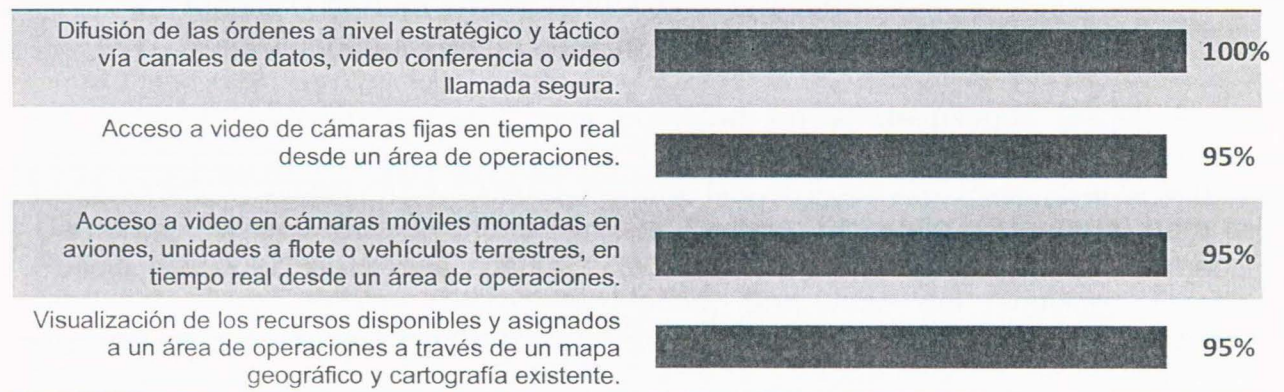 Difusión de las órdenes a nivel estratégico y táctico
vía canales de datos, video conferencia o video
llamada segura.
100%
Acceso a video de cámaras fijas en tiempo real
desde un área de operaciones.
95%
Acceso a video en cámaras móviles montadas en
aviones, unidades a flote o vehículos terrestres, en
tiempo real desde un área de operaciones.
95%
Visualización de los recursos disponibles y asignados
a un área de operaciones a través de un mapa
geográfico y cartografía existente.
95%